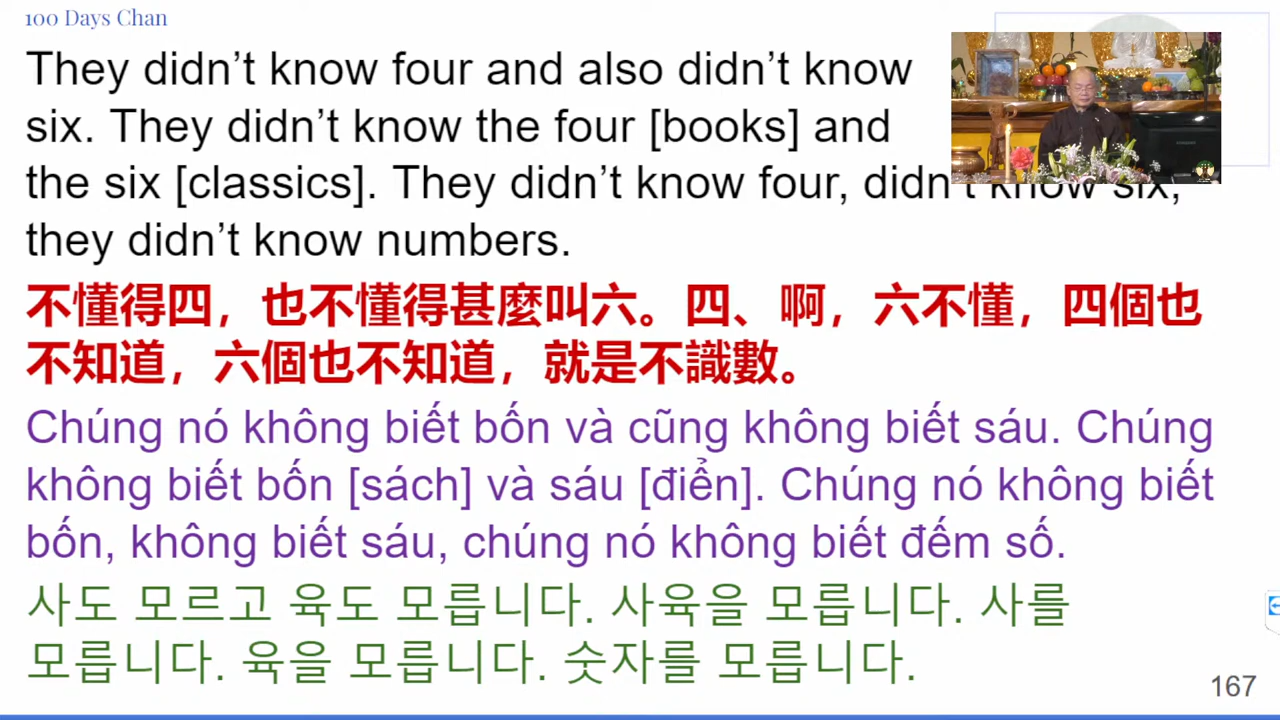 100 Days Chan
They didn’t know four and also didn’t know
six. They didn’t know the four [books] and
the six [classics]. They didn’t know four, didn’t know six,
they didn’t know numbers.
不懂得四，也不懂得甚麼叫六。四、啊，六不懂，四個也
不知道，六個也不知道，就是不識數。
Chúng nó không biết bốn và cũng không biết sáu. Chúng
không biết bốn [sách] và sáu [điển]. Chúng nó không biết
bốn, không biết sáu, chúng nó không biết đếm số.
사도 모르고 육도 모릅니다. 사육을 모릅니다. 사를
모릅니다. 육을 모릅니다. 숫자를 모릅니다.
167